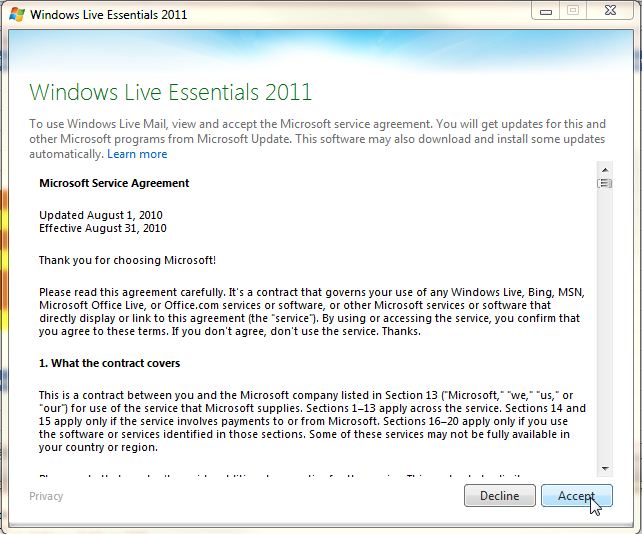 Windows Live Essentials 2011
Windows Live Essentials 2011
To use Windows Live Mail, view and accept the Microsoft service agreement. You will get updates for this and
other Microsoft programs from Microsoft Update. This software may also download and install some updates
automatically. Learn more
Microsoft Service Agreement
Updated August 1, 2010
Effective August 31, 2010
Thank you for choosing Microsoft!
Please read this agreement carefully. It's a contract that governs your use of any Windows Live, Bing, MSN,
Microsoft Office Live, or Office.com services or software, or other Microsoft services or software that
directly display or link to this agreement (the "service"). By using or accessing the service, you confirm that
you agree to these terms. If you don't agree, don't use the service. Thanks.
1. What the contract covers
This is a contract between you and the Microsoft company listed in Section 13 ("Microsoft," "we," "us," or
"our") for use of the service that Microsoft supplies. Sections 1–13 apply across the service. Sections 14 and
15 apply only if the service involves payments to or from Microsoft. Sections 16–20 apply only if you use
the software or services identified in those sections. Some of these services may not be fully available in
your country or region.
Privacy
Decline
Accept